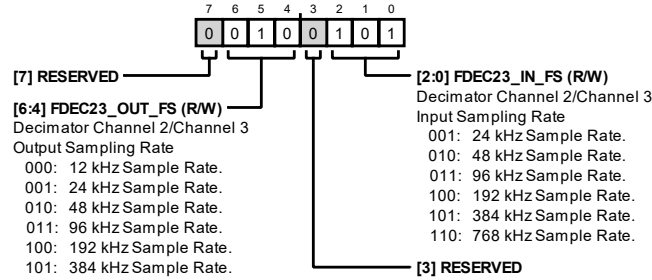 7 6 5 4 3 2 1 0
0 0 1 0 0 1 0 1
[7] RESERVED
[6:4] FDEC23_OUT_FS (R/W)
Decimator Channel 2/Channel 3
Output Sampling Rate
000: 12 kHz Sample Rate.
001: 24 kHz Sample Rate.
010: 48 kHz Sample Rate.
011: 96 kHz Sample Rate.
100: 192 kHz Sample Rate.
101: 384 kHz Sample Rate.
[2:0] FDEC23_IN_FS (R/W)
Decimator Channel 2/Channel 3
Input Sampling Rate
001: 24 kHz Sample Rate.
010: 48 kHz Sample Rate.
011: 96 kHz Sample Rate.
100: 192 kHz Sample Rate.
101: 384 kHz Sample Rate.
110: 768 kHz Sample Rate.
[3] RESERVED